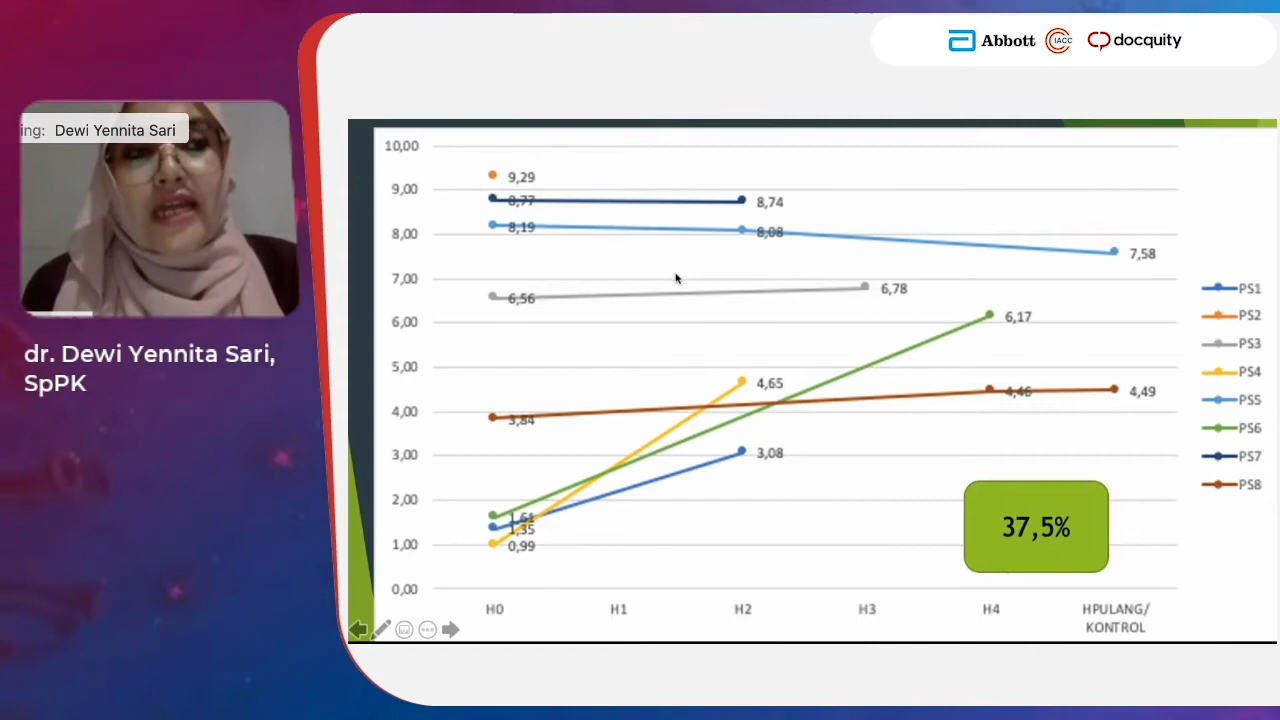 Abbott IACC docquity
ing: Dewi Yennita Sari
dr. Dewi Yennita Sari,
SpPK
10,00
9,00
8,00
7,00
6,00
5,00
4,00
3,00
2,00
1,00
0,00
9,29
8,77
8,74
8,19
8,08
7,58
6,56
6,78
6,17
4,65
3,84
4,46
4,49
3,08
1,61
1,35
0,99
PS1
PS2
PS3
PS4
PS5
PS6
PS7
PS8
37,5%
H0 H1 H2 H3 H4 HPULANG/
KONTROL